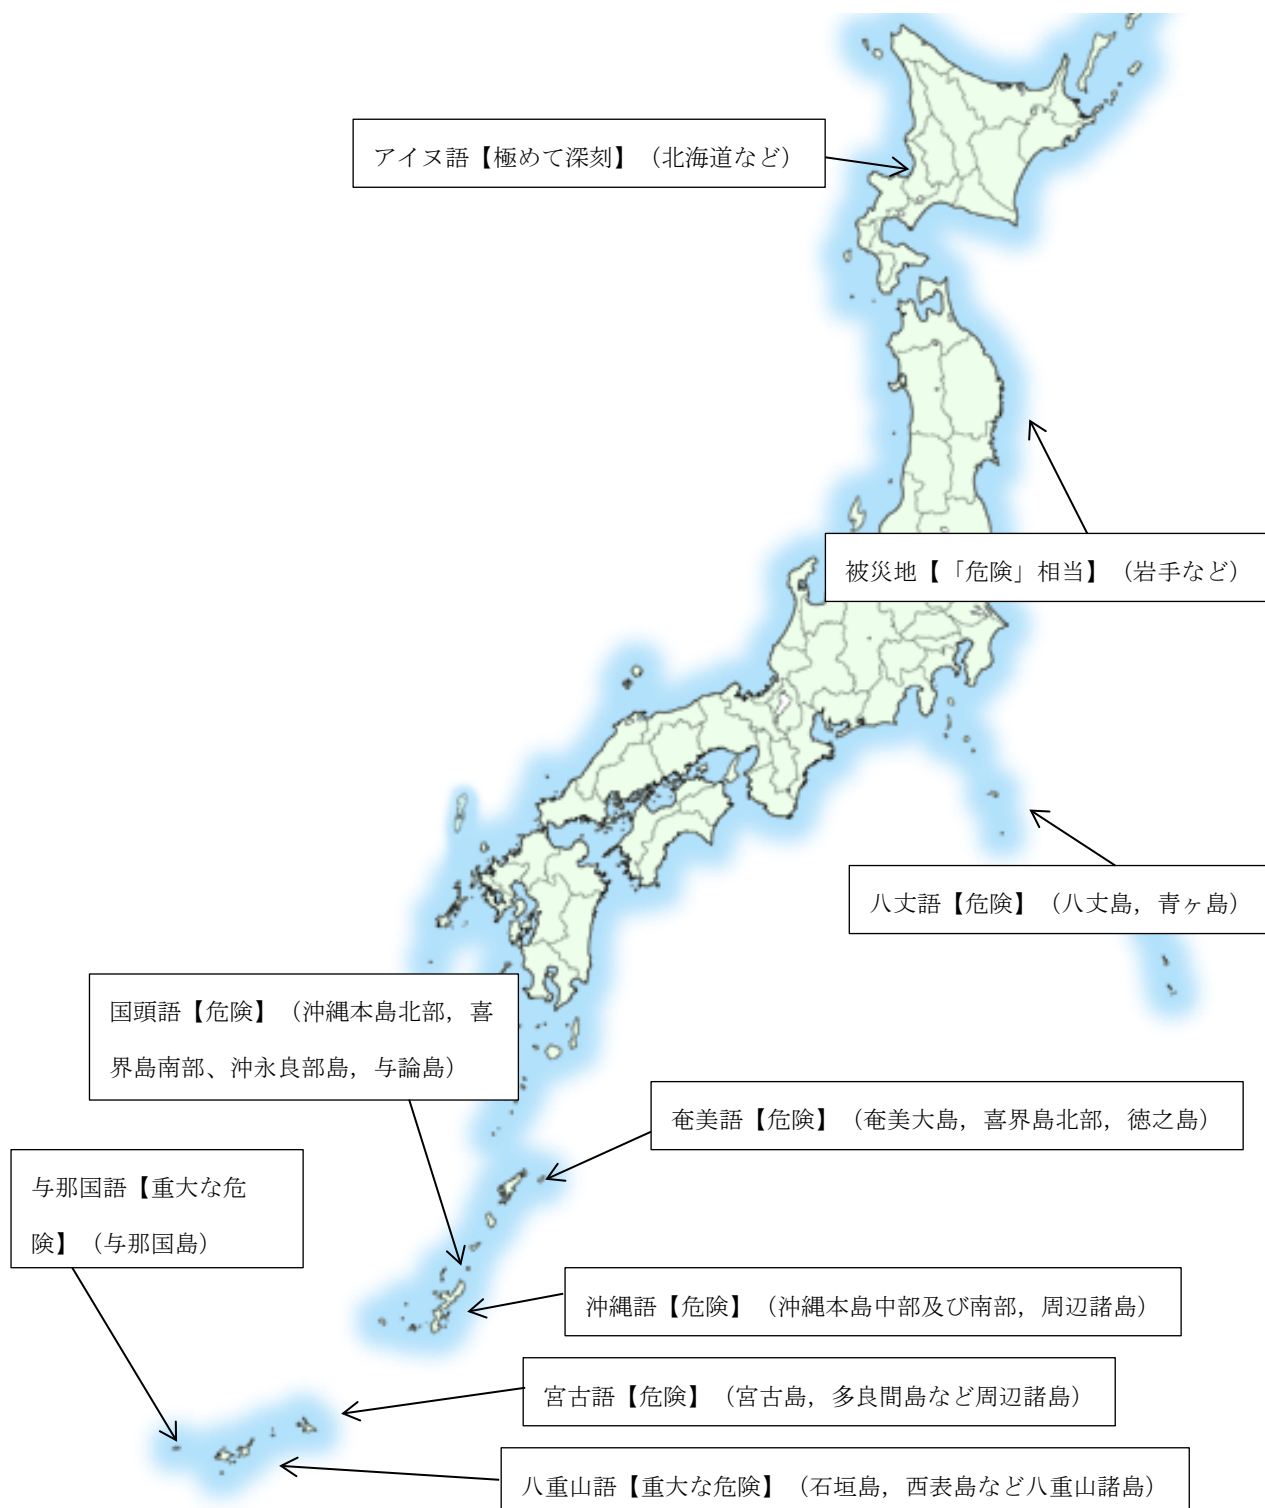 アイヌ語【極めて深刻】（北海道など）
被災地【「危険」相当】（岩手など）
八丈語【危険】（八丈島，青ヶ島）
国頭語【危険】（沖縄本島北部，喜
界島南部、沖永良部島，与論島）
奄美語【危険】（奄美大島，喜界島北部，徳之島）
与那国語【重大な危
険】（与那国島）
沖縄語【危険】（沖縄本島中部及び南部，周辺諸島）
宮古語【危険】（宮古島，多良間島など周辺諸島）
八重山語【重大な危険】（石垣島，西表島など八重山諸島）